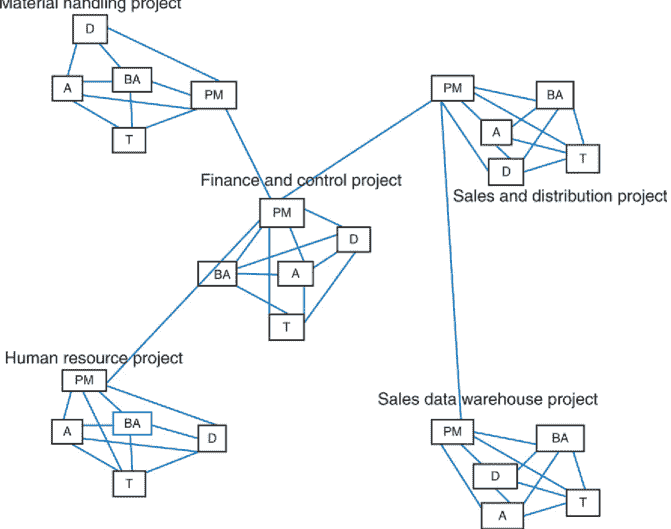 Material handling project
D
BA
A
PM
T
PM
BA
A
T
D
Sales and distribution project
Finance and control project
PM
D
BA
A
T
Human resource project
PM
BA
A
D
T
Sales data warehouse project
PM
BA
D
T
A